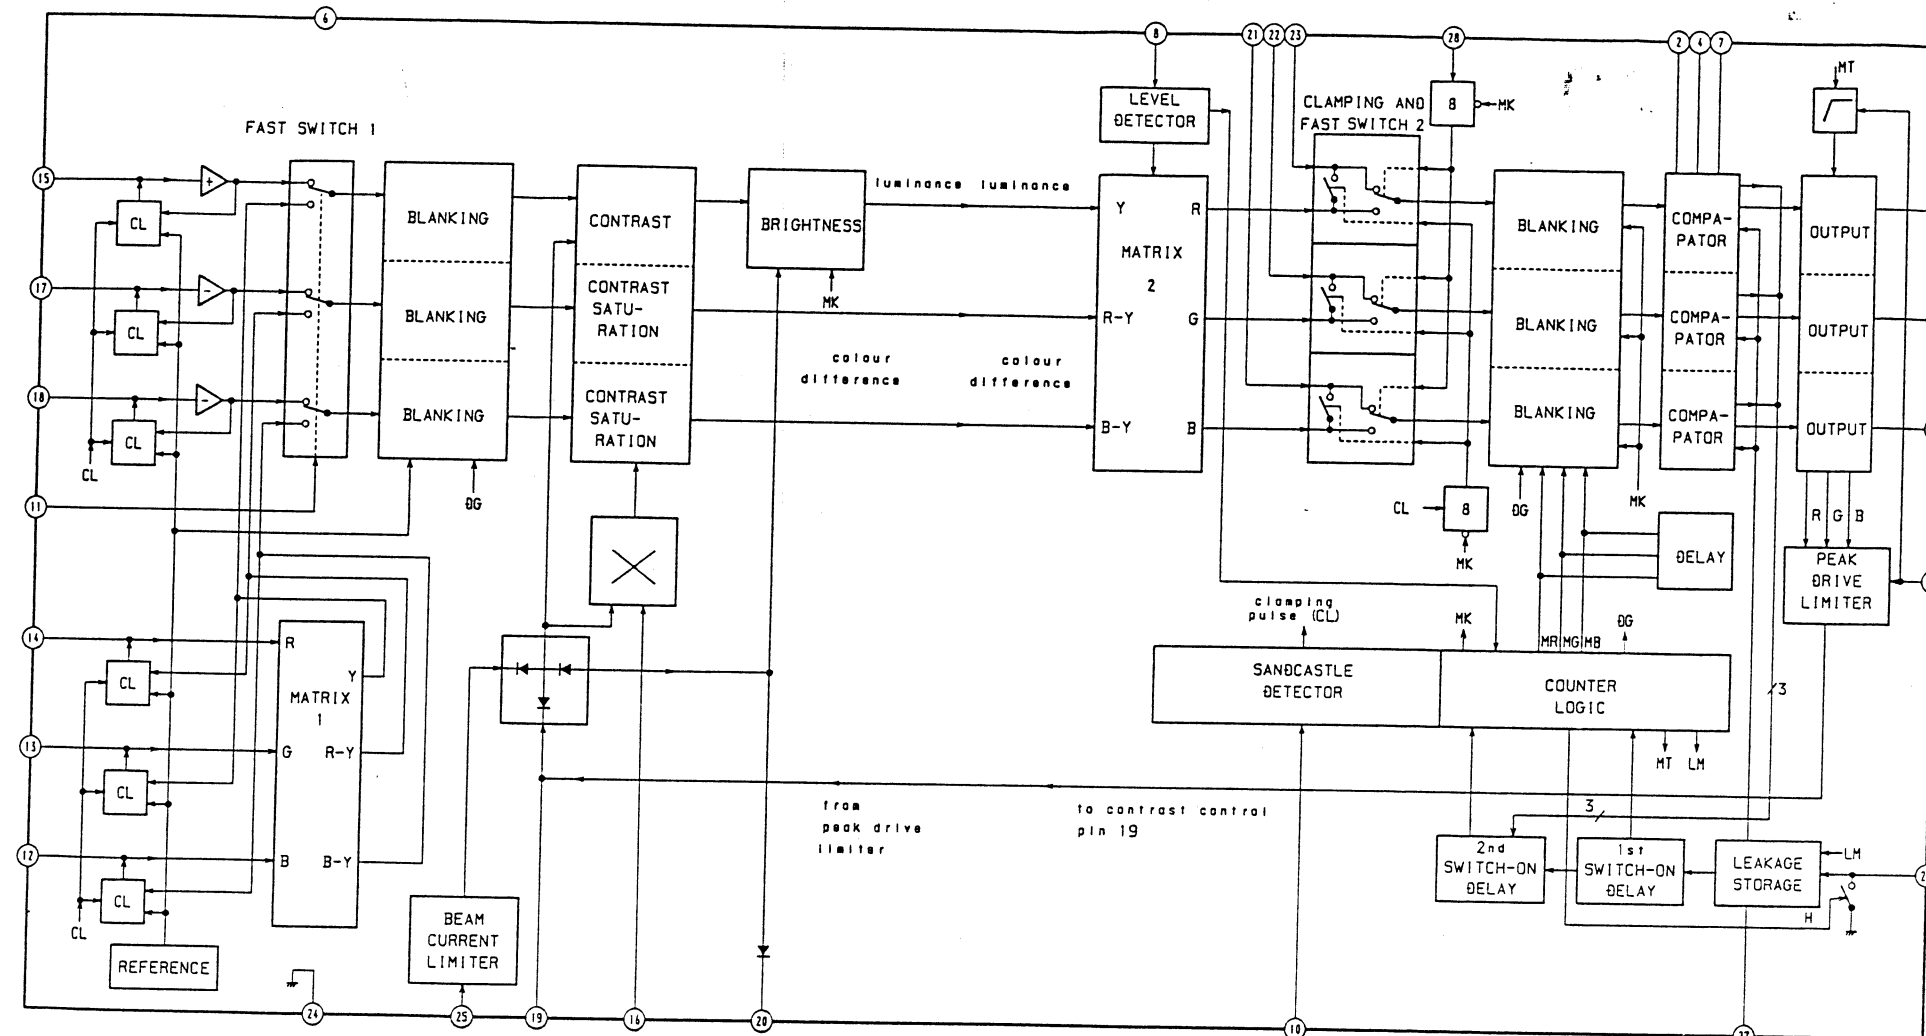 6
8
21
22
23
28
2
4
7
MT
LEVEL
DETECTOR
CLAMPING AND
FAST SWITCH 2
8
MK
FAST SWITCH 1
15
+
CL
BLANKING
CONTRAST
BRIGHTNESS
luminance luminance
Y
R
MATRIX
2
BLANKING
COMPA-
PATOR
OUTPUT
17
-
CL
BLANKING
CONTRAST
SATU-
RATION
MK
R-Y
G
BLANKING
COMPA-
PATOR
OUTPUT
colour
difference
colour
difference
18
-
CL
CL
BLANKING
CONTRAST
SATU-
RATION
B-Y
B
BLANKING
COMPA-
PATOR
OUTPUT
11
DG
CL
8
MK
DG
MK
R G B
DELAY
PEAK
DRIVE
LIMITER
clamping
pulse (CL)
MK
MR MG MB
DG
14
CL
R
Y
MATRIX
1
SANDCASTLE
DETECTOR
COUNTER
LOGIC
3
13
CL
G
R-Y
MT
LM
from
peak drive
limiter
to contrast control
pin 19
3
12
CL
CL
B
B-Y
2nd
SWITCH-ON
DELAY
1st
SWITCH-ON
DELAY
LEAKAGE
STORAGE
LM
H
BEAM
CURRENT
LIMITER
REFERENCE
24
25
19
16
20
10
27